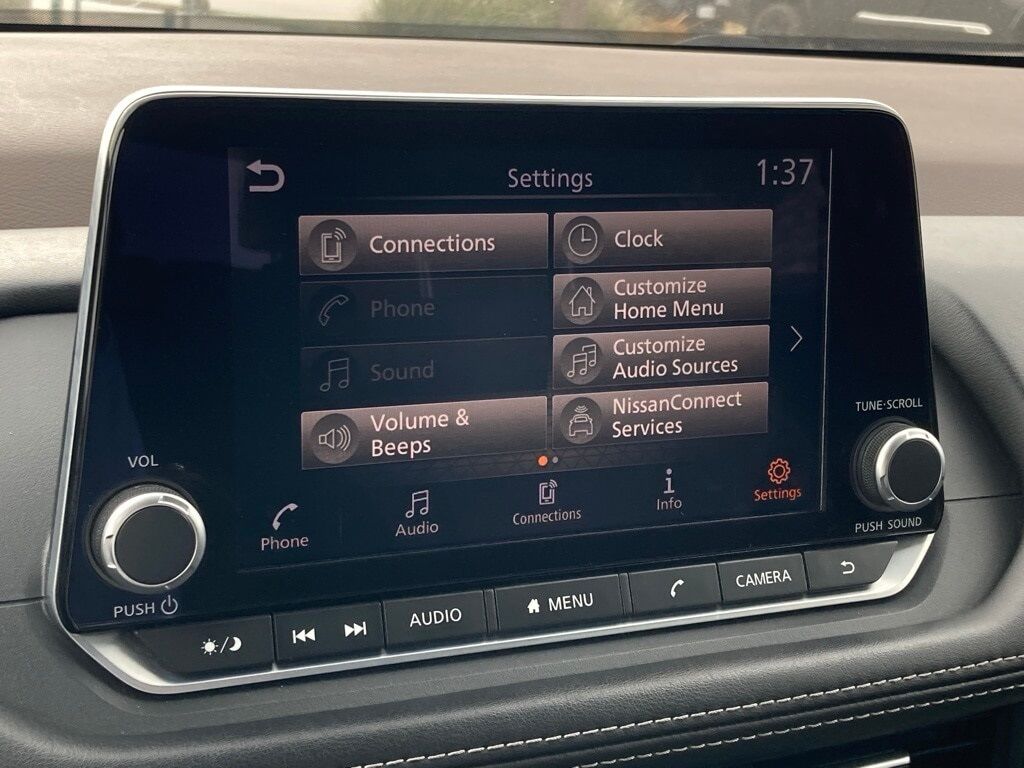 Settings
1:37
Connections
Clock
Phone
Customize
Home Menu
Sound
Customize
Audio Sources
Volume &
Beeps
NissanConnect
Services
Phone
Audio
Connections
Info
Settings
VOL
PUSH
TUNE·SCROLL
PUSH SOUND
AUDIO
MENU
CAMERA